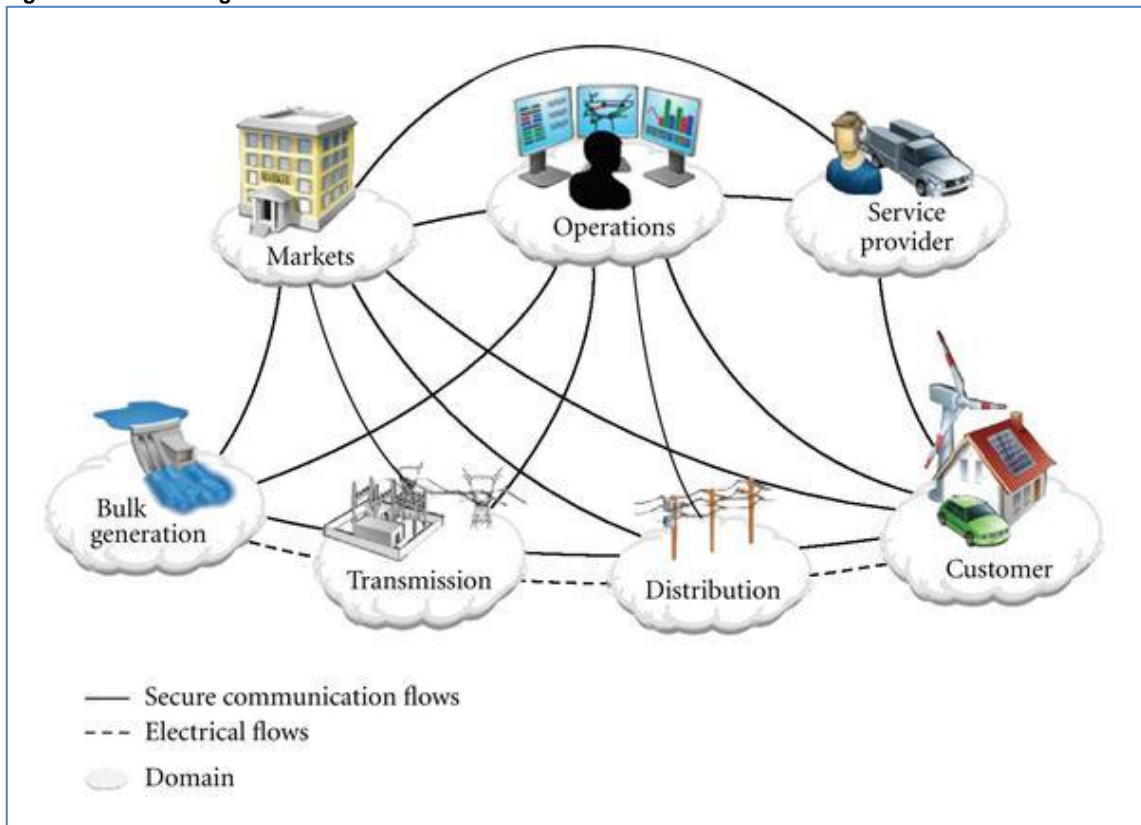 Markets
Operations
Service
provider
Bulk
generation
Transmission
Distribution
Customer
Secure communication flows
Electrical flows
Domain